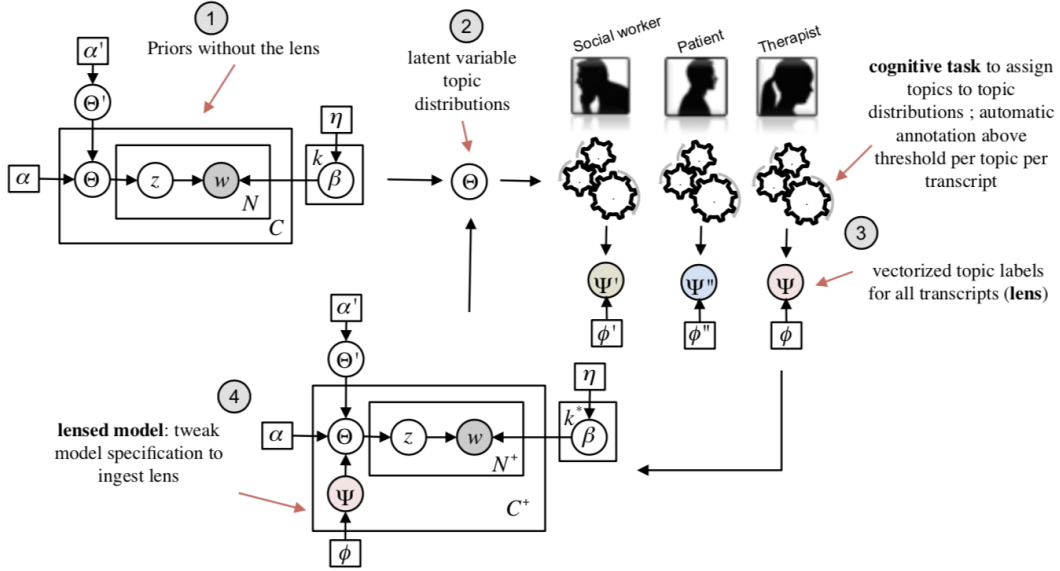 1
Priors without the lens
α'
Θ'
α
Θ
z
w
N
C
η
k
β
2
latent variable
topic
distributions
Θ
Social worker
Patient
Therapist
cognitive task to assign
topics to topic
distributions ; automatic
annotation above
threshold per topic per
transcript
3
vectorized topic labels
for all transcripts (lens)
Ψ'
Ψ"
Ψ
ϕ'
ϕ"
ϕ
4
lensed model: tweak
model specification to
ingest lens
α'
Θ'
α
Θ
z
w
N⁺
Ψ
C⁺
ϕ
η
k*
β